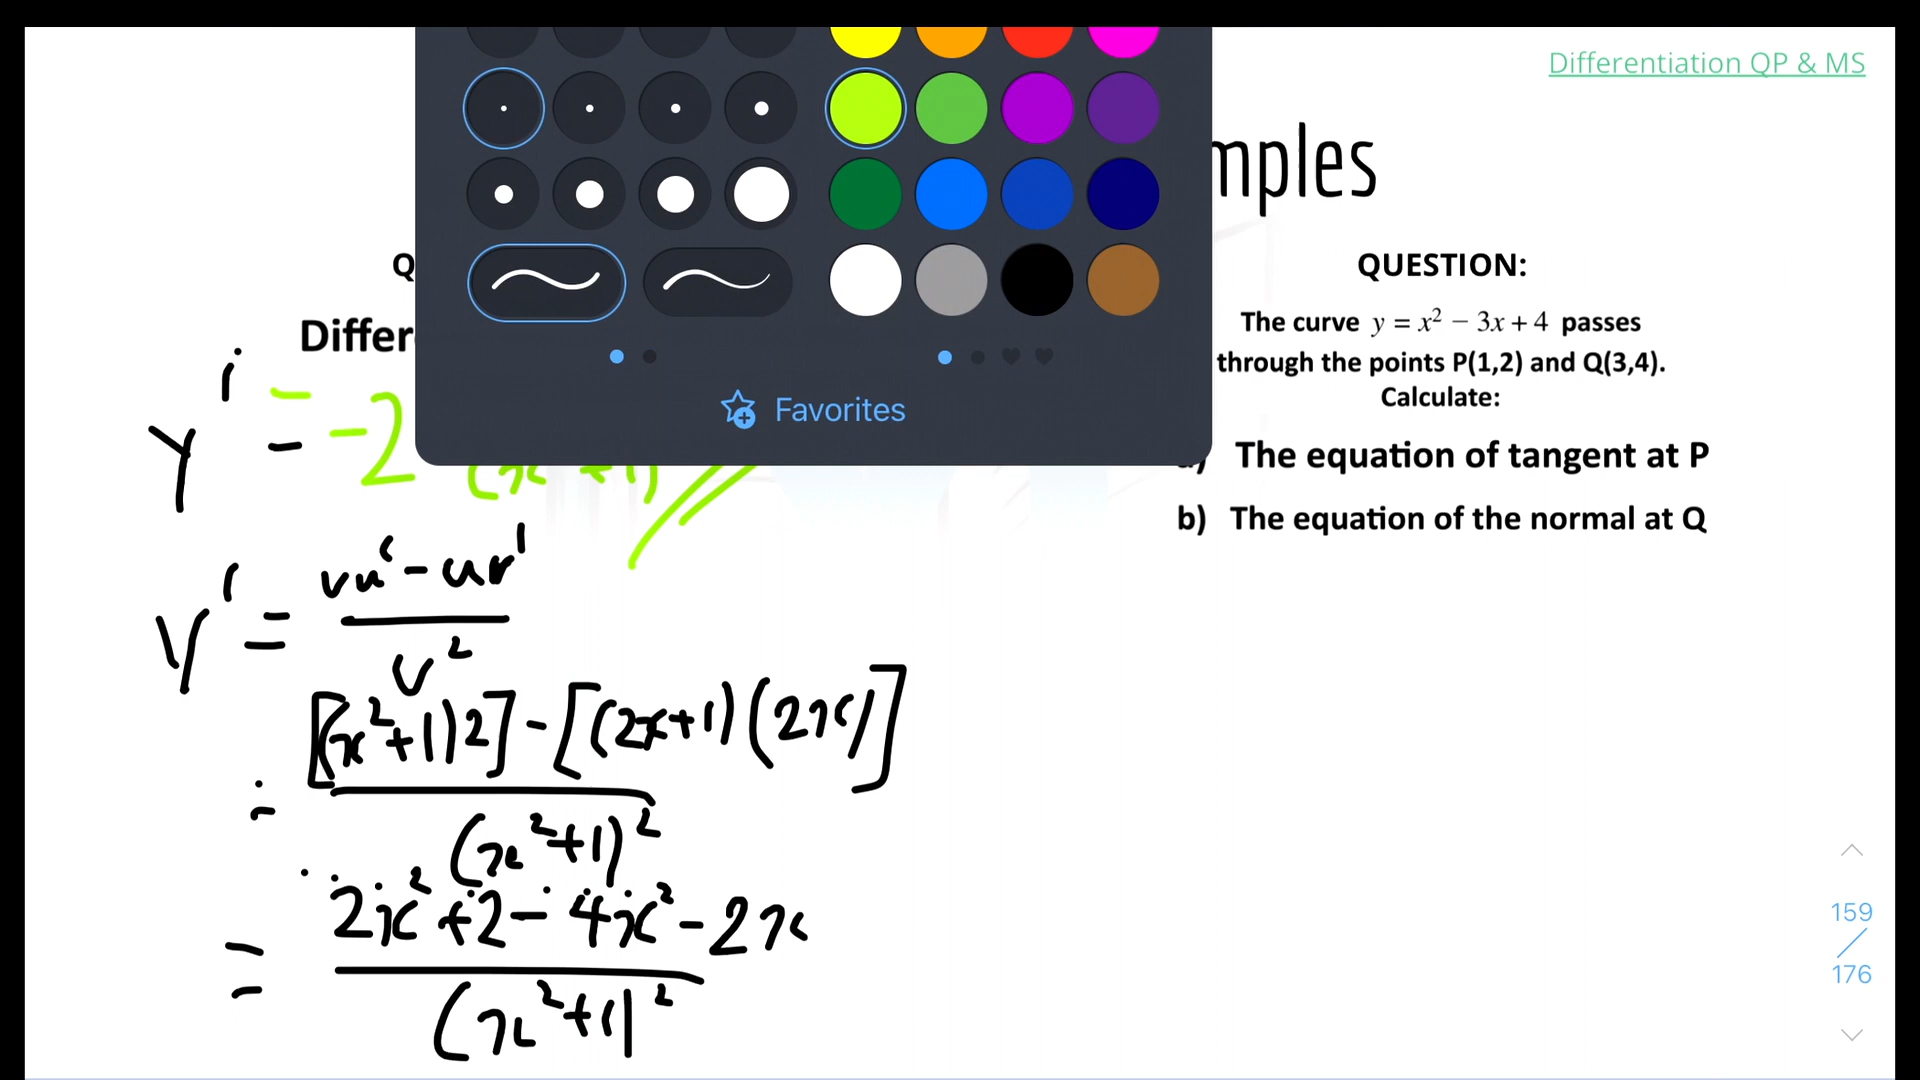 Differentiation QP & MS
mples
Q
Differ
y' = -2
(x + 1)
y' = vu' - uv' / v²
= [(x²+1)2] - [(2x+1)(2x)] / (x²+1)²
= 2x² + 2 - 4x² - 2x / (x²+1)²
QUESTION:
The curve y = x² − 3x + 4 passes
through the points P(1,2) and Q(3,4).
Calculate:
The equation of tangent at P
b) The equation of the normal at Q
Favorites
159
/
176